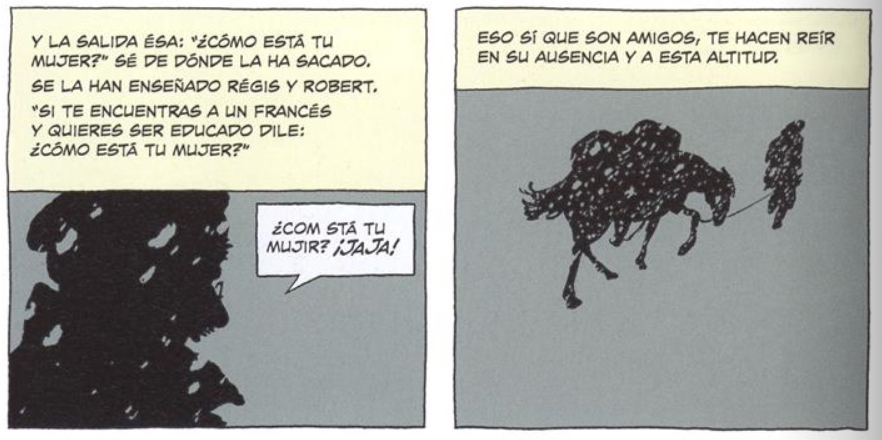 Y LA SALIDA ÉSA: "¿CÓMO ESTÁ TU
MUJER?" SÉ DE DÓNDE LA HA SACADO.
SE LA HAN ENSEÑADO RÉGIS Y ROBERT.
"SI TE ENCUENTRAS A UN FRANCÉS
Y QUIERES SER EDUCADO DILE:
¿CÓMO ESTÁ TU MUJER?"
¿COM STÁ TU
MUJIR? ¡JAJA!
ESO SÍ QUE SON AMIGOS, TE HACEN REÍR
EN SU AUSENCIA Y A ESTA ALTITUD.